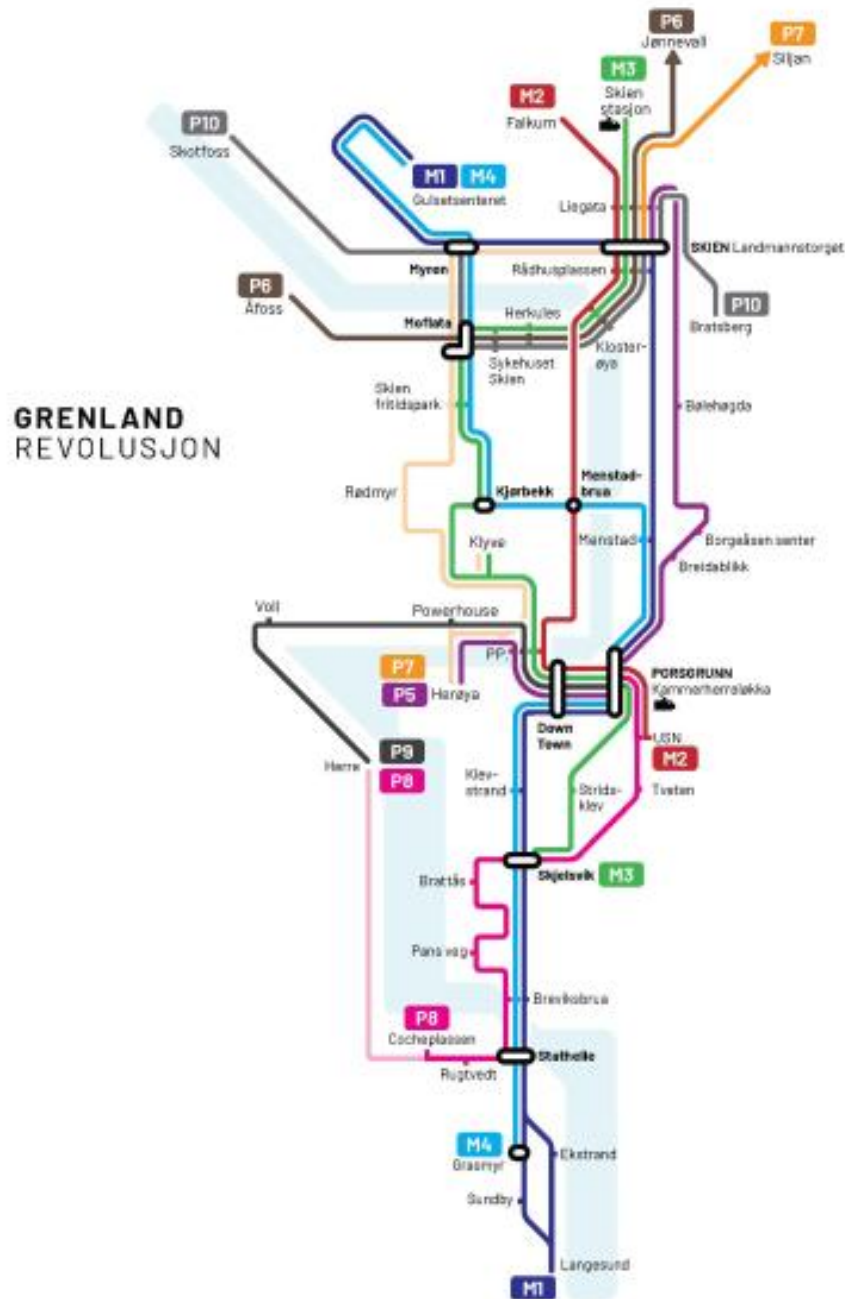 P6
Jønnevall
P7
Siljan
M3
Skien
stasjon
M2
Falkum
P10
Skotfoss
M1 M4
Gulsetsenteret
Liegata
SKIEN Landmannstorget
Myren
Rådhusplassen
P6
Åfoss
Moflata
Herkules
P10
Bratsberg
Sykehuset
Skien
Kloster-
øya
Skien
fritidspark
Bølehøgda
GRENLAND
REVOLUSJON
Rødmyr
Kjørbekk
Menstad-
brua
Klyve
Menstad
Borgeåsen senter
Breidablikk
Voll
Powerhouse
PP.
P7
P5
Herøya
PORSGRUNN
Kammerherreløkka
Down
Town
USN
M2
P9
Herre
P8
Klev-
strand
Strids-
klev
Tveten
Skjelsvik M3
Brattås
Pans veg
Breviksbrua
P8
Cocheplassen
Stathelle
Rugtvedt
M4
Grasmyr
Ekstrand
Sundby
Langesund
M1